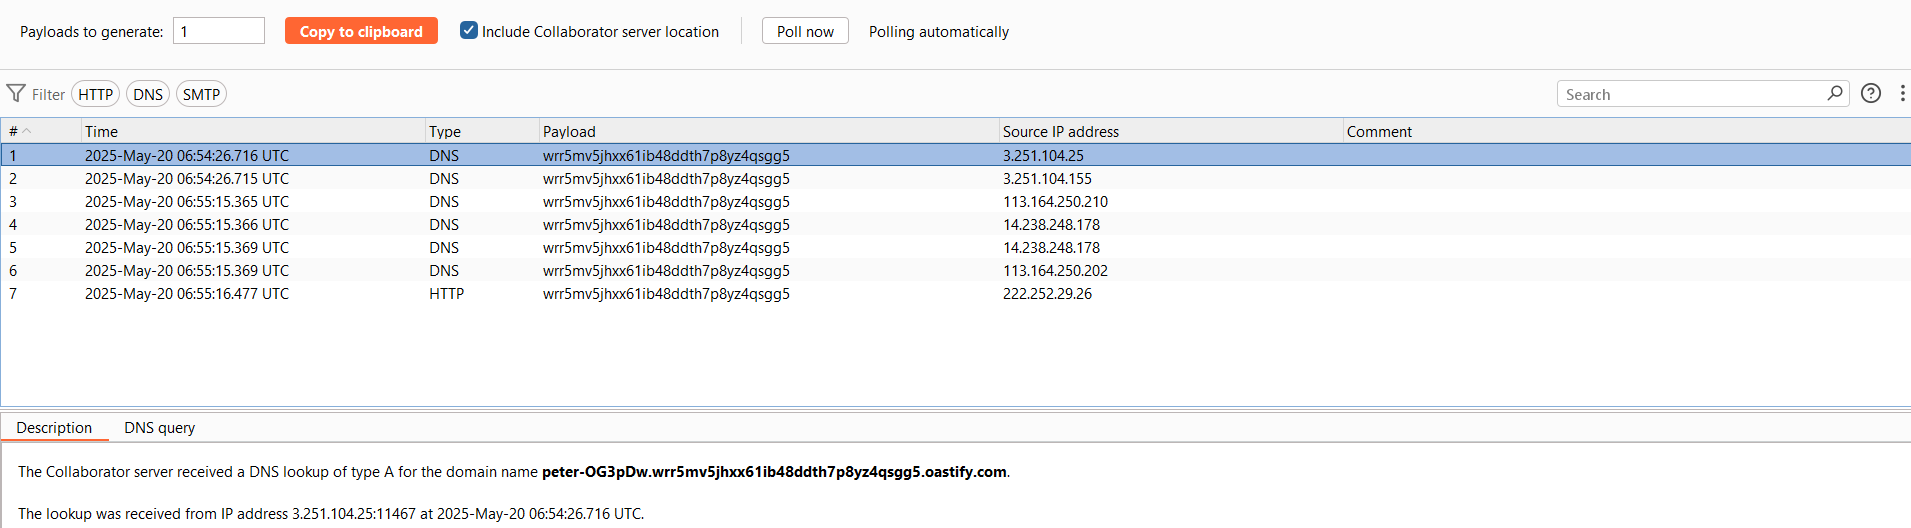 Payloads to generate: 1 Copy to clipboard Include Collaborator server location Poll now Polling automatically
Filter HTTP DNS SMTP Search
# Time Type Payload Source IP address Comment
1 2025-May-20 06:54:26.716 UTC DNS wrr5mv5jhxx61ib48ddth7p8yz4qsgg5 3.251.104.25
2 2025-May-20 06:54:26.715 UTC DNS wrr5mv5jhxx61ib48ddth7p8yz4qsgg5 3.251.104.155
3 2025-May-20 06:55:15.365 UTC DNS wrr5mv5jhxx61ib48ddth7p8yz4qsgg5 113.164.250.210
4 2025-May-20 06:55:15.366 UTC DNS wrr5mv5jhxx61ib48ddth7p8yz4qsgg5 14.238.248.178
5 2025-May-20 06:55:15.369 UTC DNS wrr5mv5jhxx61ib48ddth7p8yz4qsgg5 14.238.248.178
6 2025-May-20 06:55:15.369 UTC DNS wrr5mv5jhxx61ib48ddth7p8yz4qsgg5 113.164.250.202
7 2025-May-20 06:55:16.477 UTC HTTP wrr5mv5jhxx61ib48ddth7p8yz4qsgg5 222.252.29.26
Description DNS query
The Collaborator server received a DNS lookup of type A for the domain name peter-OG3pDw.wrr5mv5jhxx61ib48ddth7p8yz4qsgg5.oastify.com.
The lookup was received from IP address 3.251.104.25:11467 at 2025-May-20 06:54:26.716 UTC.